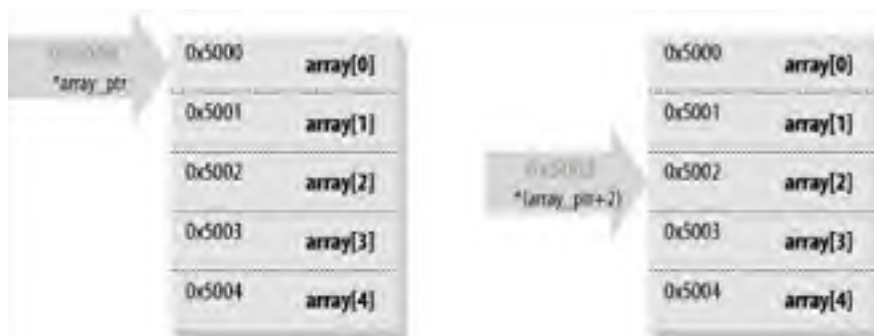 *array_ptr
0x5000 array[0]
0x5001 array[1]
0x5002 array[2]
0x5003 array[3]
0x5004 array[4]
*(array_ptr+2)
0x5000 array[0]
0x5001 array[1]
0x5002 array[2]
0x5003 array[3]
0x5004 array[4]